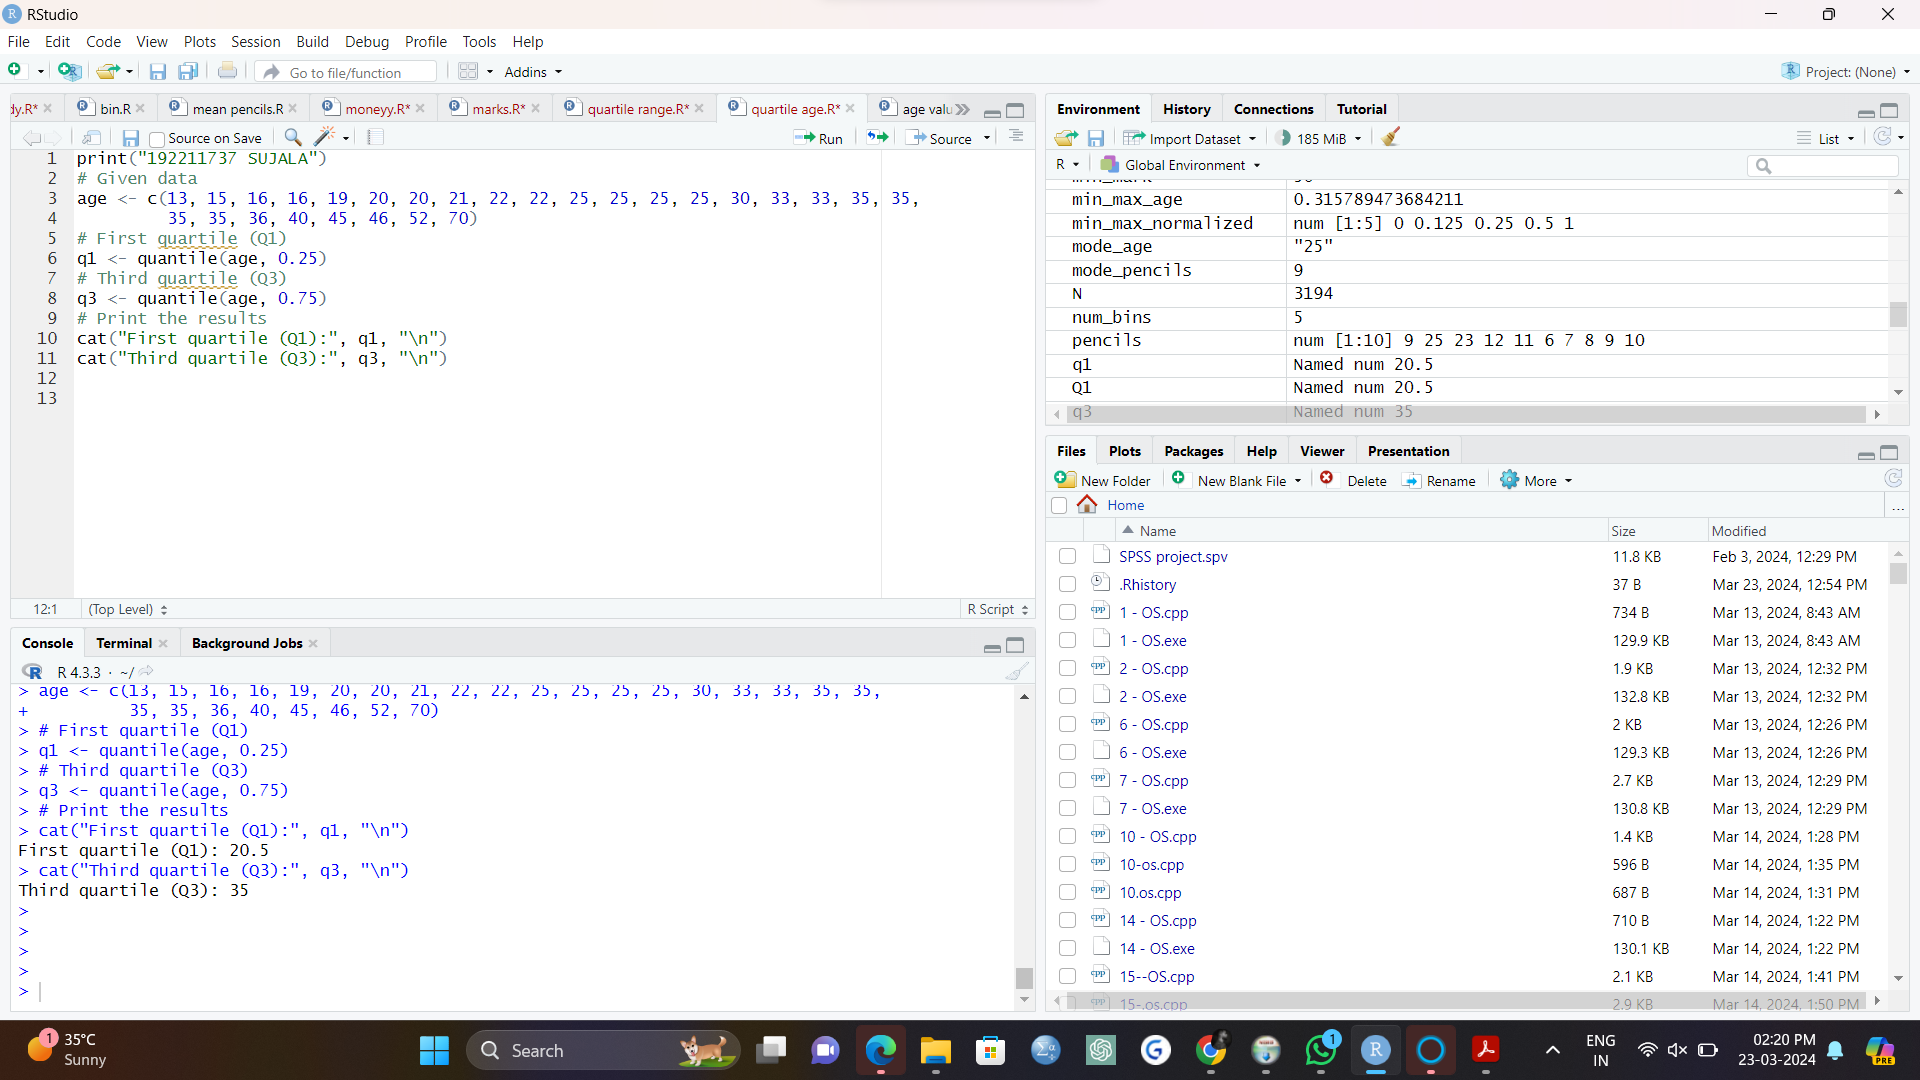 RStudio
File Edit Code View Plots Session Build Debug Profile Tools Help
Go to file/function Addins Project: (None)
dy.R* bin.R mean pencils.R moneyy.R* marks.R* quartile range.R* quartile age.R* age valu
Source on Save Run Source
1 print("192211737 SUJALA")
2 # Given data
3 age <- c(13, 15, 16, 16, 19, 20, 20, 21, 22, 22, 25, 25, 25, 25, 30, 33, 33, 35, 35,
4 35, 35, 36, 40, 45, 46, 52, 70)
5 # First quartile (Q1)
6 q1 <- quantile(age, 0.25)
7 # Third quartile (Q3)
8 q3 <- quantile(age, 0.75)
9 # Print the results
10 cat("First quartile (Q1):", q1, "\n")
11 cat("Third quartile (Q3):", q3, "\n")
12
13
12:1 (Top Level) R Script
Console Terminal Background Jobs
R 4.3.3 · ~/
> age <- c(13, 15, 16, 16, 19, 20, 20, 21, 22, 22, 25, 25, 25, 25, 30, 33, 33, 35, 35,
+ 35, 35, 36, 40, 45, 46, 52, 70)
> # First quartile (Q1)
> q1 <- quantile(age, 0.25)
> # Third quartile (Q3)
> q3 <- quantile(age, 0.75)
> # Print the results
> cat("First quartile (Q1):", q1, "\n")
First quartile (Q1): 20.5
> cat("Third quartile (Q3):", q3, "\n")
Third quartile (Q3): 35
>
>
>
>
>
Environment History Connections Tutorial
Import Dataset 185 MiB List
R Global Environment
min_max_age 0.315789473684211
min_max_normalized num [1:5] 0 0.125 0.25 0.5 1
mode_age "25"
mode_pencils 9
N 3194
num_bins 5
pencils num [1:10] 9 25 23 12 11 6 7 8 9 10
q1 Named num 20.5
Q1 Named num 20.5
q3 Named num 35
Files Plots Packages Help Viewer Presentation
New Folder New Blank File Delete Rename More
Home ...
Name Size Modified
SPSS project.spv 11.8 KB Feb 3, 2024, 12:29 PM
.Rhistory 37 B Mar 23, 2024, 12:54 PM
1 - OS.cpp 734 B Mar 13, 2024, 8:43 AM
1 - OS.exe 129.9 KB Mar 13, 2024, 8:43 AM
2 - OS.cpp 1.9 KB Mar 13, 2024, 12:32 PM
2 - OS.exe 132.8 KB Mar 13, 2024, 12:32 PM
6 - OS.cpp 2 KB Mar 13, 2024, 12:26 PM
6 - OS.exe 129.3 KB Mar 13, 2024, 12:26 PM
7 - OS.cpp 2.7 KB Mar 13, 2024, 12:29 PM
7 - OS.exe 130.8 KB Mar 13, 2024, 12:29 PM
10 - OS.cpp 1.4 KB Mar 14, 2024, 1:28 PM
10-os.cpp 596 B Mar 14, 2024, 1:35 PM
10.os.cpp 687 B Mar 14, 2024, 1:31 PM
14 - OS.cpp 710 B Mar 14, 2024, 1:22 PM
14 - OS.exe 130.1 KB Mar 14, 2024, 1:22 PM
15--OS.cpp 2.1 KB Mar 14, 2024, 1:41 PM
15-.os.cpp 2.9 KB Mar 14, 2024, 1:50 PM
1 35°C
Sunny
Search
1
ENG
IN
02:20 PM
23-03-2024
PRE